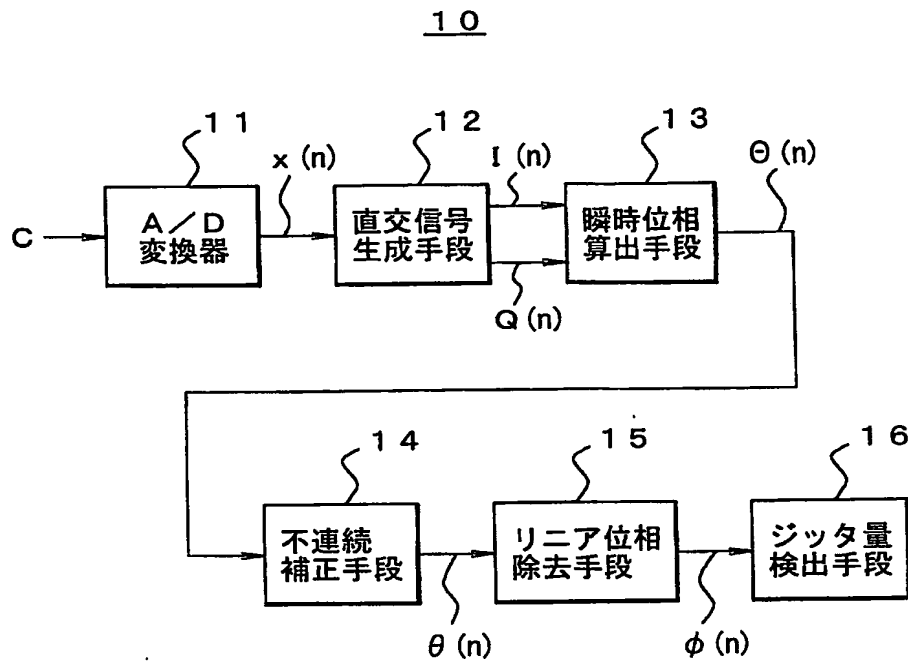 10
11
12
13
x(n)
I(n)
Θ(n)
C
A/D
変換器
直交信号
生成手段
瞬時位相
算出手段
Q(n)
14
15
16
不連続
補正手段
リニア位相
除去手段
ジッタ量
検出手段
θ(n)
φ(n)